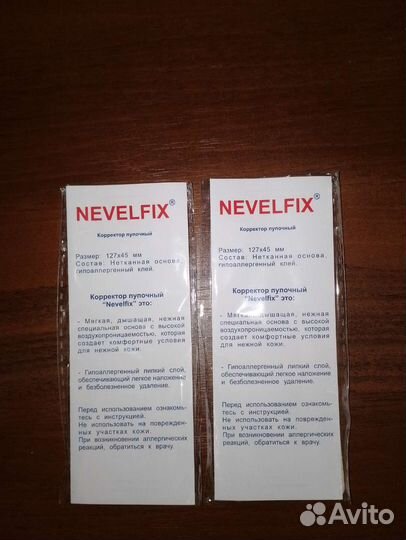 NEVELFIX®
Корректор пупочный
Размер: 127х45 мм
Состав: Нетканная основа,
гипоаллергенный клей.
Корректор пупочный
"Nevelfix" это:
- Мягкая, дышащая, нежная
специальная основа с высокой
воздухопроницаемостью, которая
создает комфортные условия
для нежной кожи.
- Гипоаллергенный липкий слой,
обеспечивающий легкое наложение
и безболезненное удаление.
Перед использованием ознакомь-
тесь с инструкцией.
Не использовать на поврежден-
ных участках кожи.
При возникновении аллергических
реакций, обратиться к врачу.
NEVELFIX®
Корректор пупочный
Размер: 127х45 мм
Состав: Нетканная основа,
гипоаллергенный клей.
Корректор пупочный
"Nevelfix" это:
- Мягкая, дышащая, нежная
специальная основа с высокой
воздухопроницаемостью, которая
создает комфортные условия
для нежной кожи.
- Гипоаллергенный липкий слой,
обеспечивающий легкое наложение
и безболезненное удаление.
Перед использованием ознакомь-
тесь с инструкцией.
Не использовать на поврежден-
ных участках кожи.
При возникновении аллергических
реакций, обратиться к врачу.
Avito